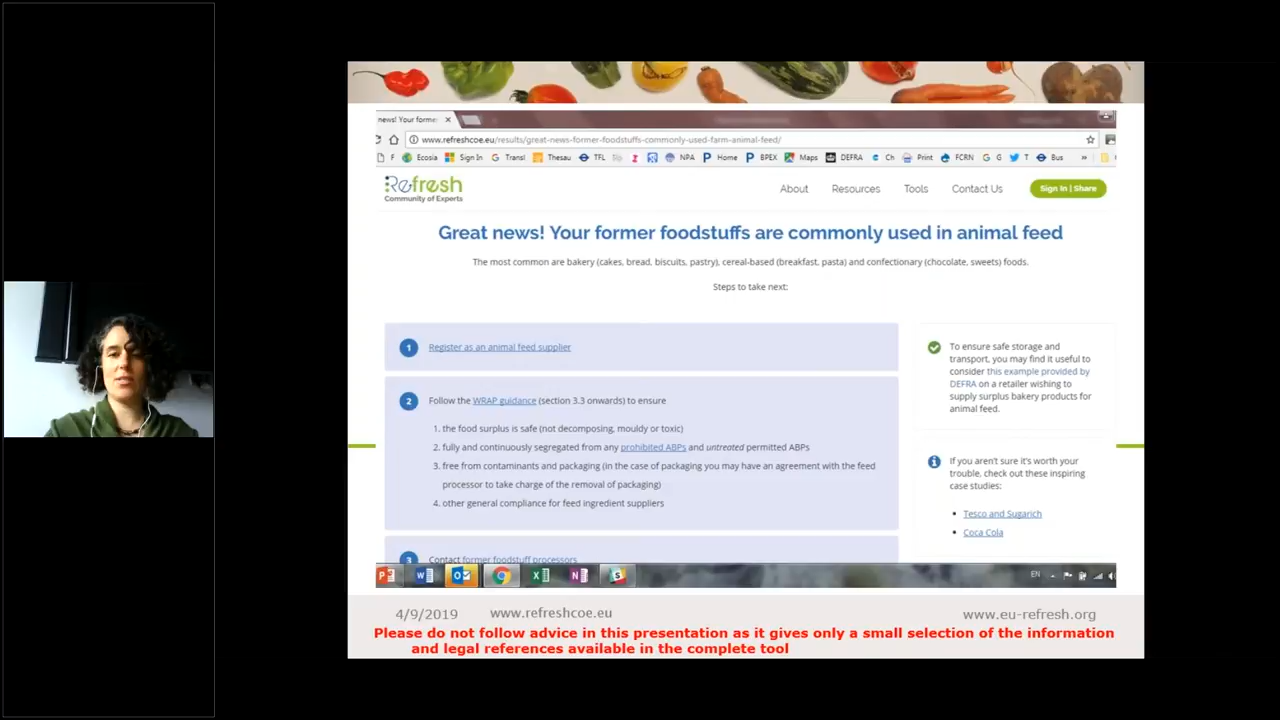 news! Your forme
www.refreshcoe.eu/results/great-news-former-foodstuffs-commonly-used-farm-animal-feed/
F Ecosia Sign In Transl Thesau TFL NPA Home BPEX Maps DEFRA Ch Print FCRN G T Bus »
Refresh
Community of Experts
About Resources Tools Contact Us Sign In | Share
Great news! Your former foodstuffs are commonly used in animal feed
The most common are bakery (cakes, bread, biscuits, pastry), cereal-based (breakfast, pasta) and confectionary (chocolate, sweets) foods.
Steps to take next:
1 Register as an animal feed supplier
2 Follow the WRAP guidance (section 3.3 onwards) to ensure
1. the food surplus is safe (not decomposing, mouldy or toxic)
2. fully and continuously segregated from any prohibited ABPs and untreated permitted ABPs
3. free from contaminants and packaging (in the case of packaging you may have an agreement with the feed
processor to take charge of the removal of packaging)
4. other general compliance for feed ingredient suppliers
3 Contact former foodstuff processors
To ensure safe storage and
transport, you may find it useful to
consider this example provided by
DEFRA on a retailer wishing to
supply surplus bakery products for
animal feed.
If you aren't sure it's worth your
trouble, check out these inspiring
case studies:
Tesco and Sugarich
Coca Cola
EN
4/9/2019 www.refreshcoe.eu www.eu-refresh.org
Please do not follow advice in this presentation as it gives only a small selection of the information
and legal references available in the complete tool